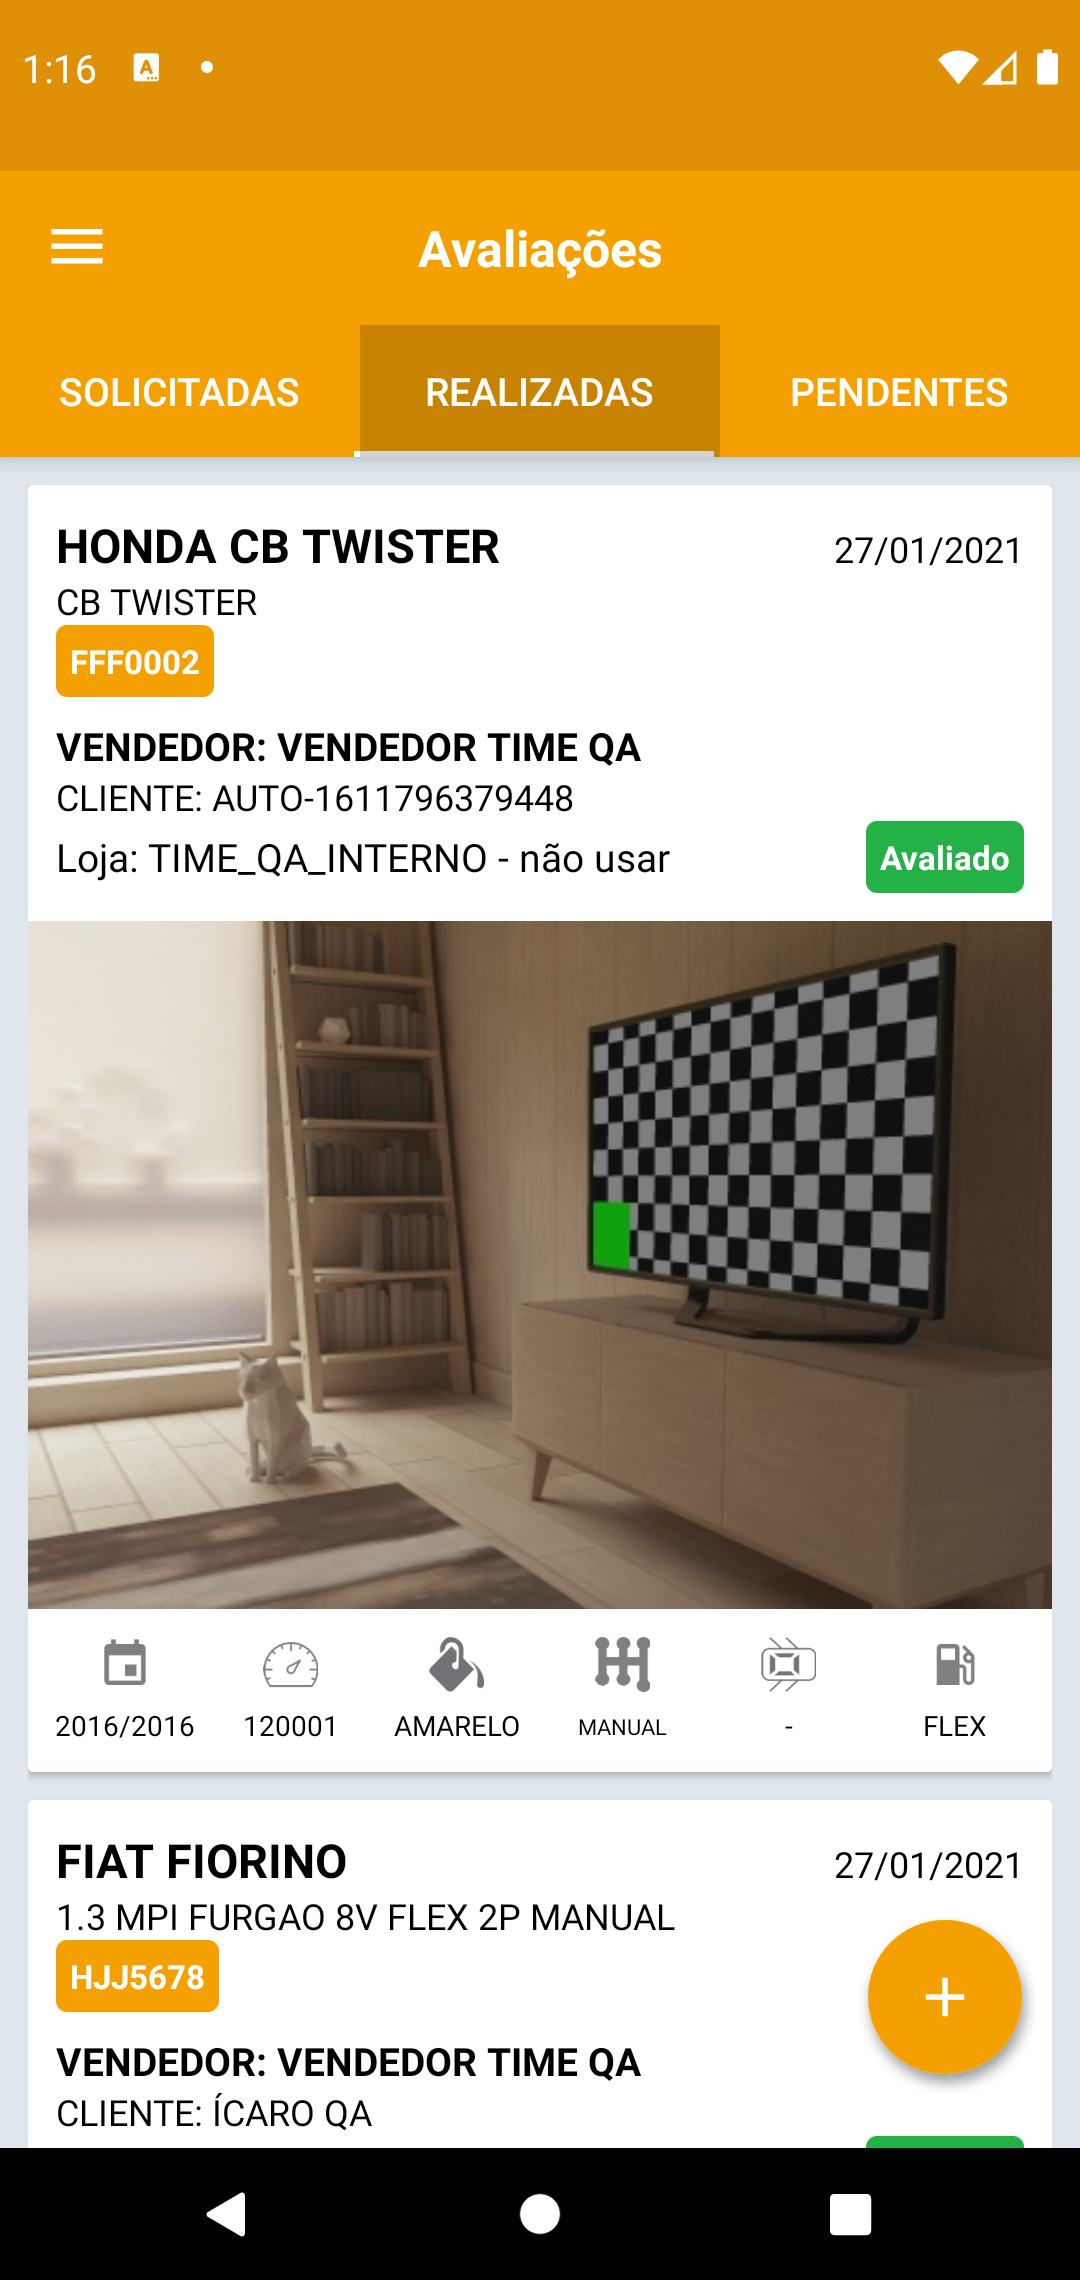 1:16
Avaliações
SOLICITADAS
REALIZADAS
PENDENTES
HONDA CB TWISTER
27/01/2021
CB TWISTER
FFF0002
VENDEDOR: VENDEDOR TIME QA
CLIENTE: AUTO-1611796379448
Loja: TIME_QA_INTERNO - não usar
Avaliado
2016/2016
120001
AMARELO
MANUAL
-
FLEX
FIAT FIORINO
27/01/2021
1.3 MPI FURGAO 8V FLEX 2P MANUAL
HJJ5678
VENDEDOR: VENDEDOR TIME QA
CLIENTE: ÍCARO QA